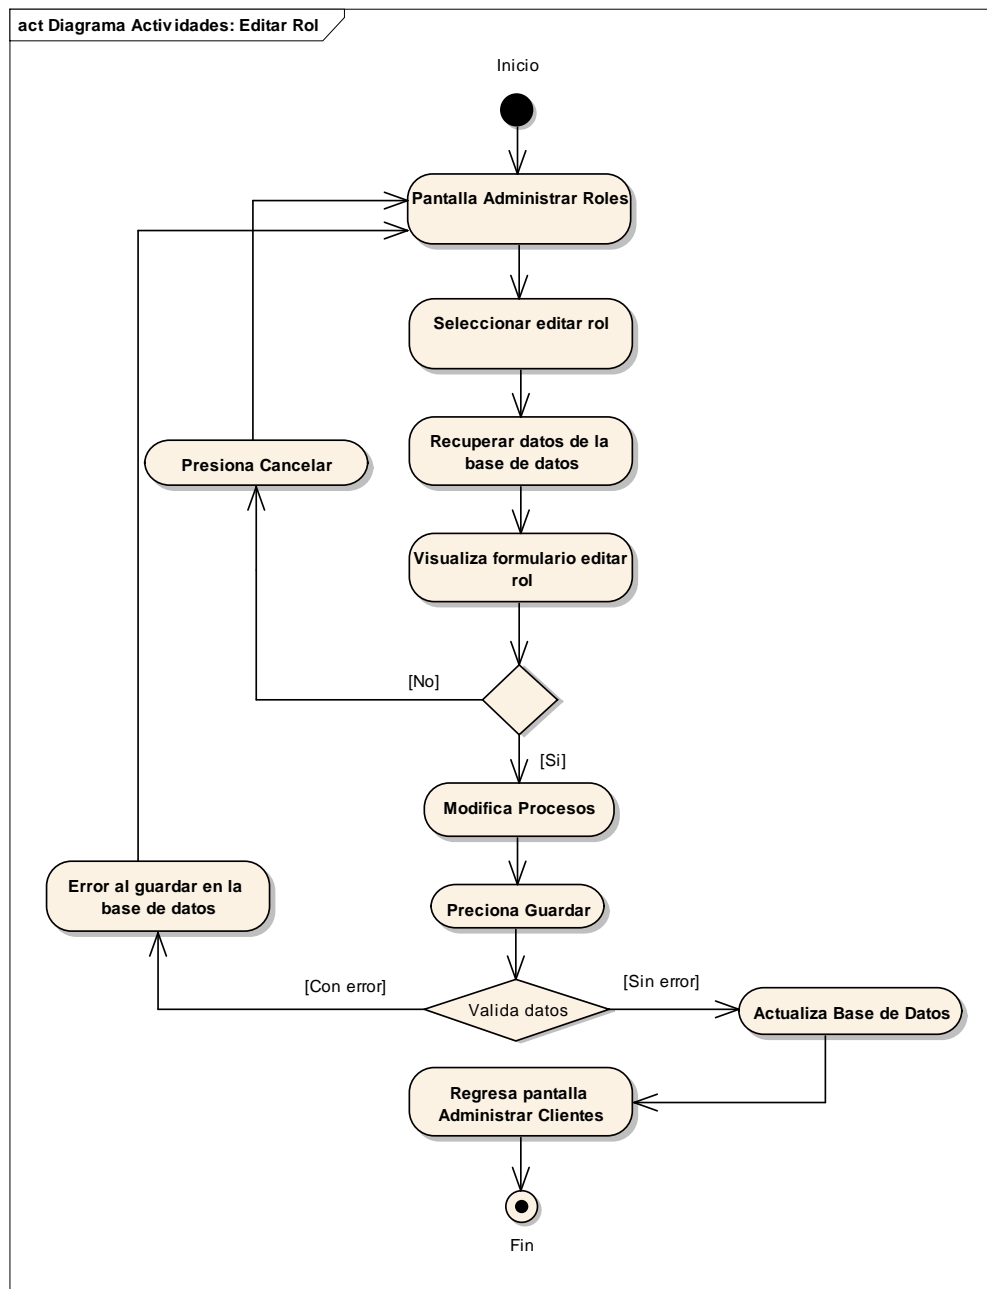 act Diagrama Actividades: Editar Rol
Inicio
Pantalla Administrar Roles
Seleccionar editar rol
Recuperar datos de la
base de datos
Presiona Cancelar
Visualiza formulario editar
rol
[No]
[Si]
Modifica Procesos
Error al guardar en la
base de datos
Preciona Guardar
[Con error]
[Sin error]
Valida datos
Actualiza Base de Datos
Regresa pantalla
Administrar Clientes
Fin